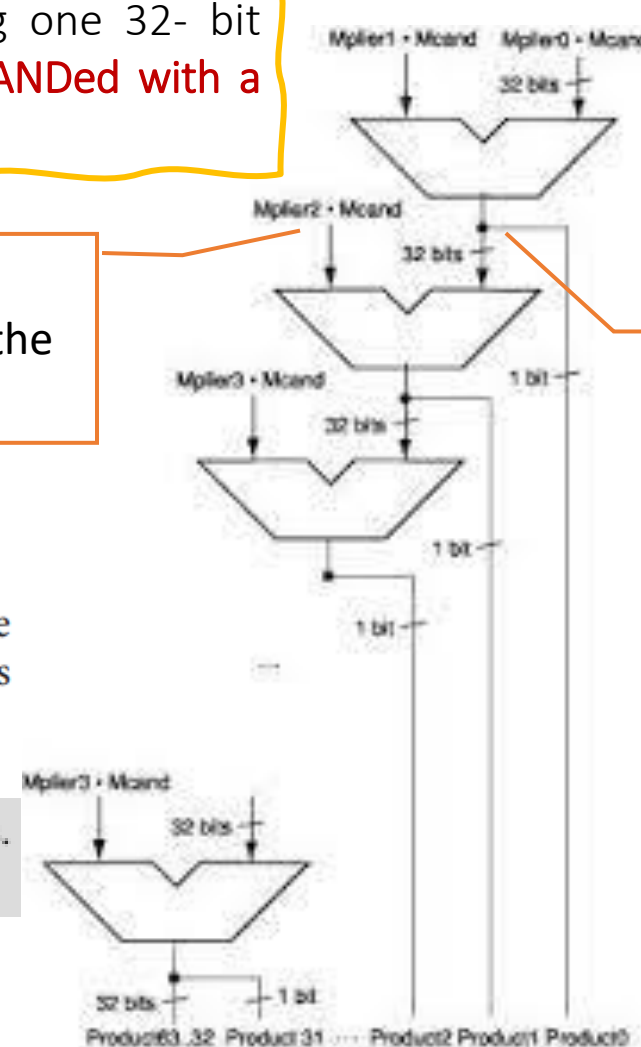 g one 32- bit
ANDed with a
Mplier1 • Mcand Mplier0 • Mcand
32 bits
Mplier2 • Mcand
32 bits
the
1 bit
Mplier3 • Mcand
32 bits
1 bit
e
1 bit
s
...
Mplier3 • Mcand
32 bits
.
32 bits 1 bit
Product63..32 Product 31 ... Product2 Product1 Product0